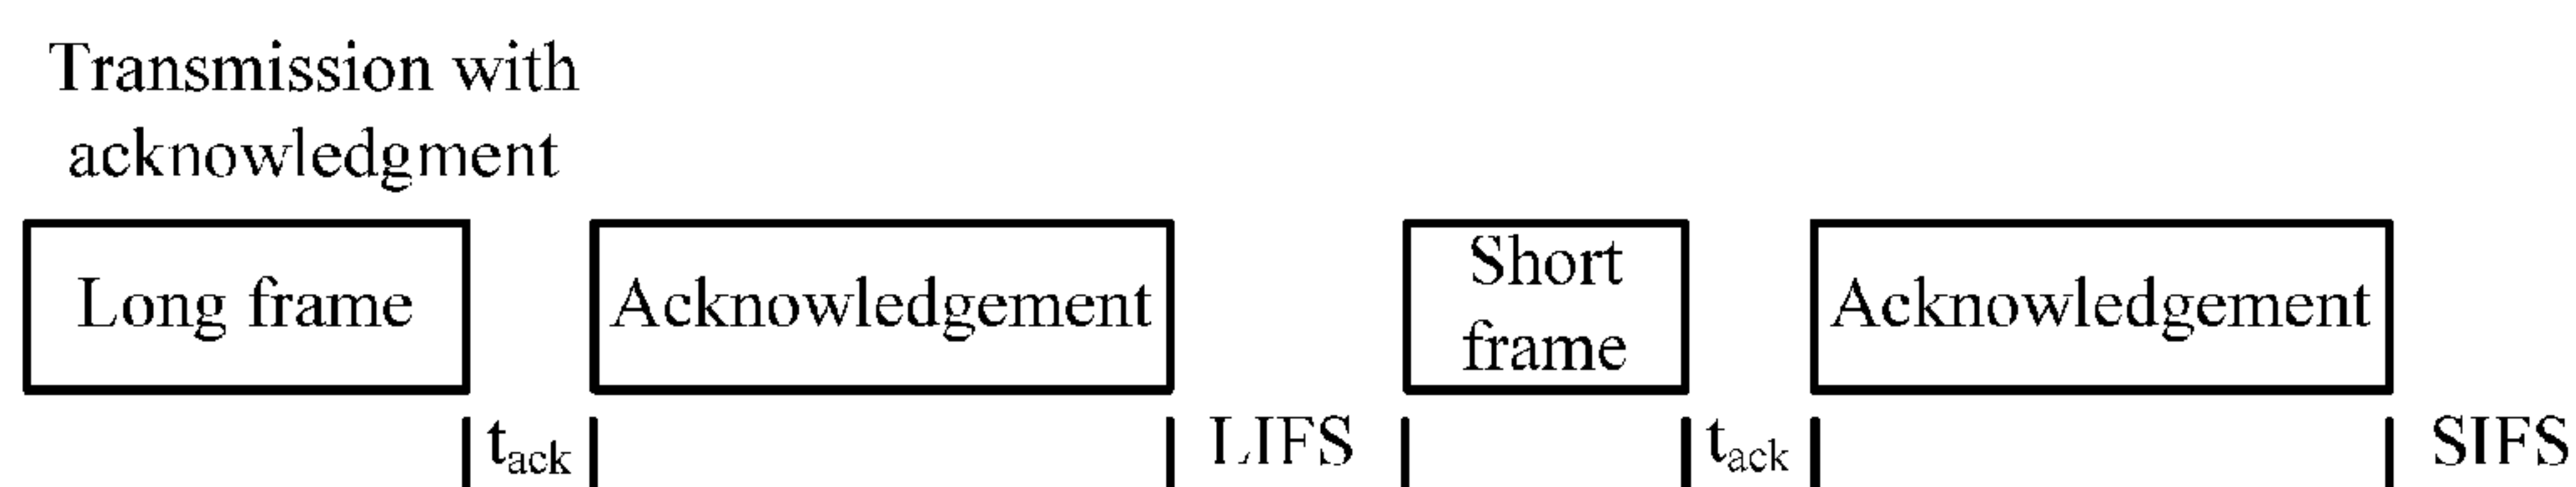 Transmission with
acknowledgment
Long frame
Acknowledgement
Short
frame
Acknowledgement
tack
LIFS
tack
SIFS